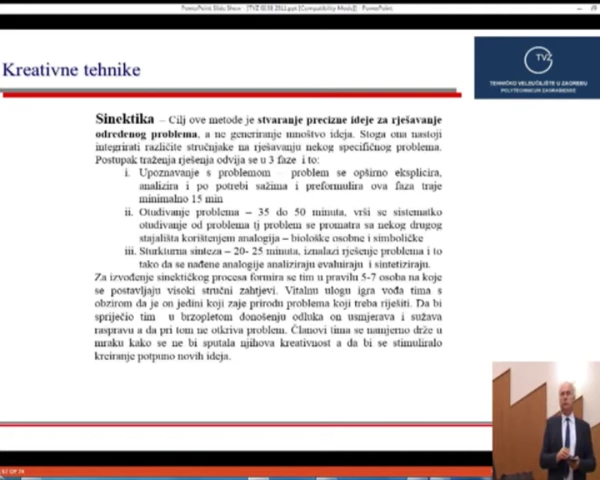 PowerPoint Slide Show - [TVZ 03.08 2011.ppt [Compatibility Mode]] - PowerPoint
TVZ
TEHNIČKO VELEUČILIŠTE U ZAGREBU
POLYTECHNICUM ZAGRABIENSE
Kreativne tehnike
Sinektika – Cilj ove metode je stvaranje precizne ideje za rješavanje
određenog problema, a ne generiranje mnoštvo ideja. Stoga ona nastoji
integrirati različite stručnjake na rješavanju nekog specifičnog problema.
Postupak traženja rješenja odvija se u 3 faze i to:
i. Upoznavanje s problemom – problem se opširno eksplicira,
analizira i po potrebi sažima i preformulira ova faza traje
minimalno 15 min
ii. Otuđivanje problema – 35 do 50 minuta, vrši se sistematko
otuđivanje od problema tj problem se promatra sa nekog drugog
stajališta korištenjem analogija – biološke osobne i simboličke
iii. Sturkturna sinteza – 20- 25 minuta, iznalazi rješenje problema i to
tako da se nađene analogije analiziraju evaluiraju i sintetiziraju.
Za izvođenje sinektičkog procesa formira se tim u pravilu 5-7 osoba na koje
se postavljaju visoki stručni zahtjevi. Vitalnu ulogu igra vođa tima s
obzirom da je on jedini koji zaje prirodu problema koji treba riješiti. Da bi
spriječio tim u brzopletom donošenju odluka on usmjerava i sužava
raspravu a da pri tom ne otkriva problem. Članovi tima se namjerno drže u
mraku kako se ne bi sputala njihova kreativnost a da bi se stimuliralo
kreiranje potpuno novih ideja.